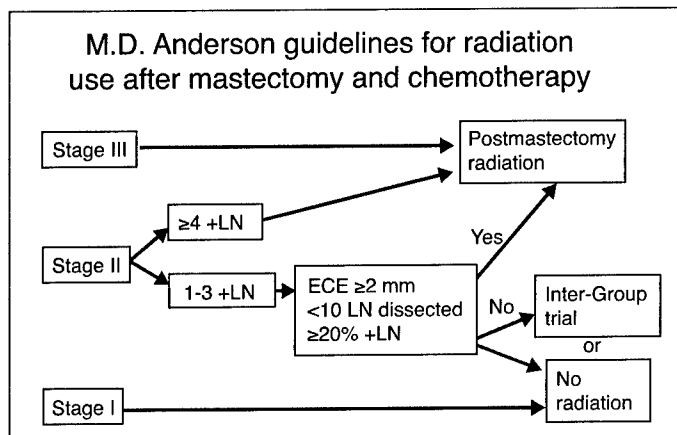 M.D. Anderson guidelines for radiation
use after mastectomy and chemotherapy
Stage III
Postmastectomy
radiation
≥4 +LN
Yes
Stage II
1-3 +LN
ECE ≥2 mm
<10 LN dissected
≥20% +LN
No
Inter-Group
trial
or
No
radiation
Stage I